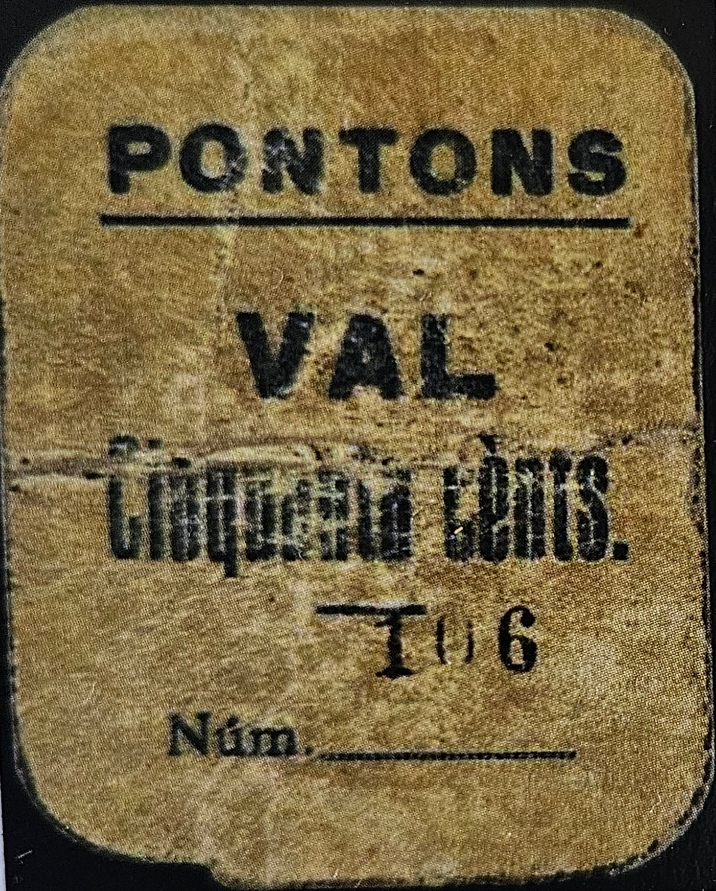 PONTONS
VAL
Cinquanta cènts.
106
Núm.